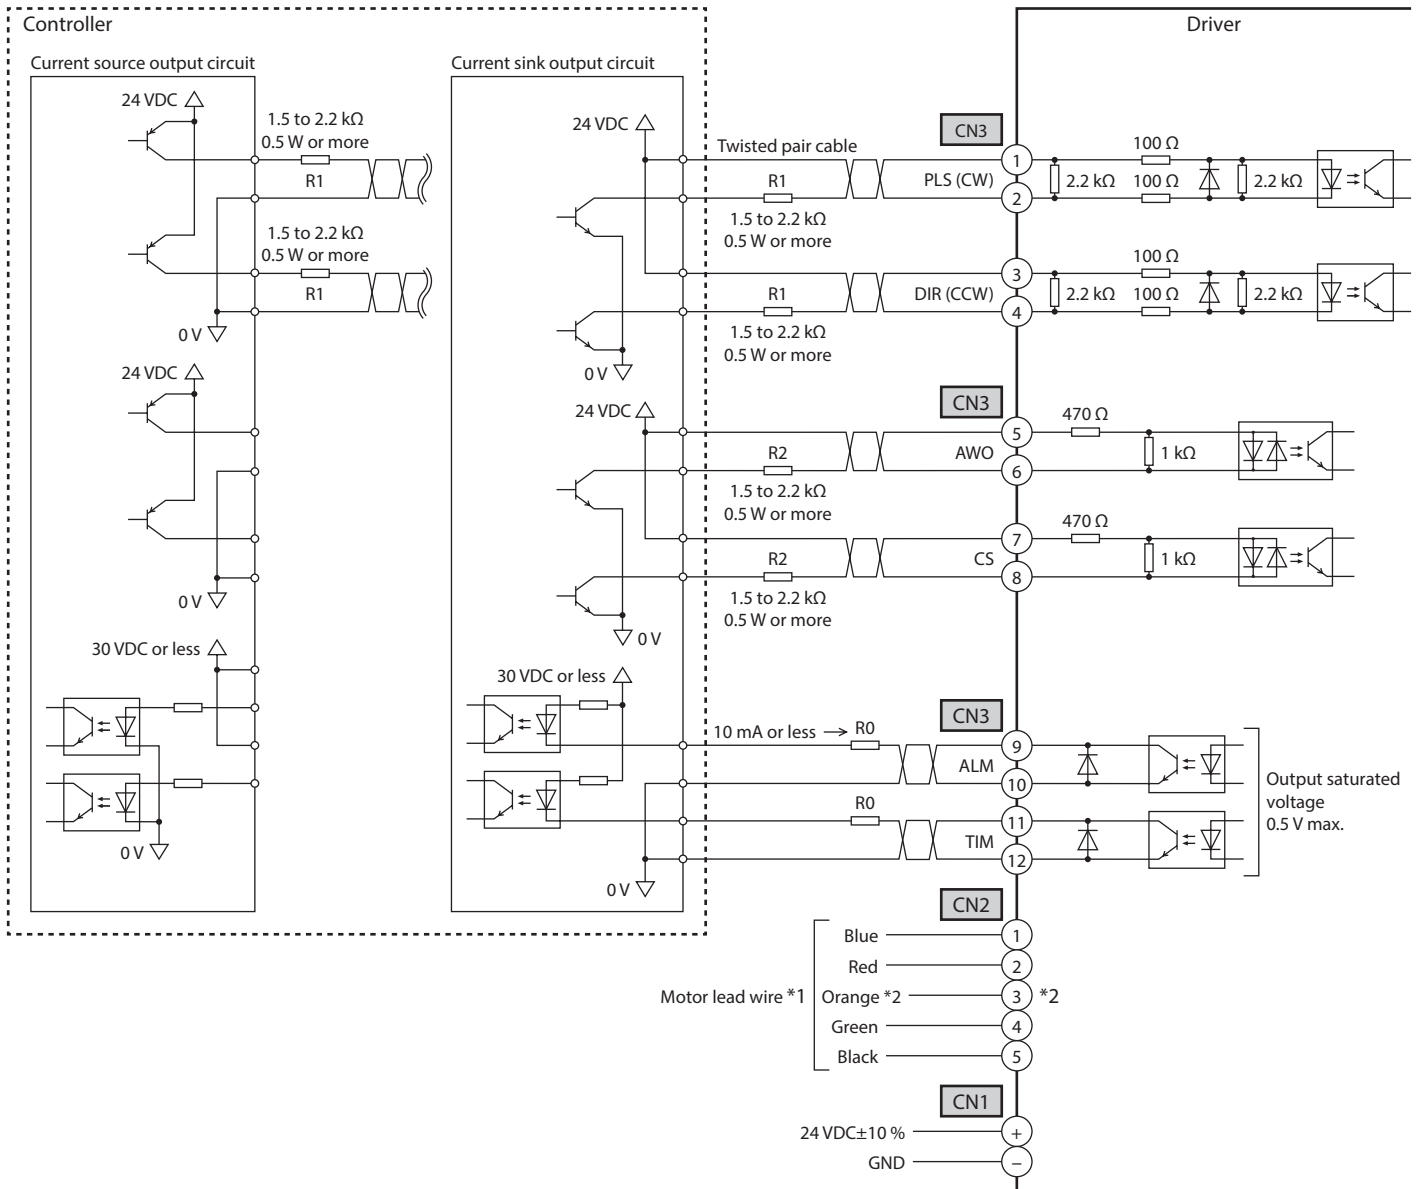 Controller
Driver
Current source output circuit
24 VDC
1.5 to 2.2 kΩ
0.5 W or more
R1
1.5 to 2.2 kΩ
0.5 W or more
R1
0 V
24 VDC
0 V
30 VDC or less
0 V
Current sink output circuit
24 VDC
0 V
24 VDC
0 V
30 VDC or less
0 V
Twisted pair cable
R1
1.5 to 2.2 kΩ
0.5 W or more
R1
1.5 to 2.2 kΩ
0.5 W or more
R2
1.5 to 2.2 kΩ
0.5 W or more
R2
1.5 to 2.2 kΩ
0.5 W or more
10 mA or less
R0
R0
CN3
PLS (CW)
1
2
DIR (CCW)
3
4
CN3
AWO
5
6
CS
7
8
CN3
ALM
9
10
TIM
11
12
100 Ω
2.2 kΩ
100 Ω
2.2 kΩ
100 Ω
2.2 kΩ
100 Ω
2.2 kΩ
470 Ω
1 kΩ
470 Ω
1 kΩ
Output saturated
voltage
0.5 V max.
CN2
Motor lead wire *1
Blue 1
Red 2
Orange *2 3 *2
Green 4
Black 5
CN1
24 VDC±10 % +
GND −